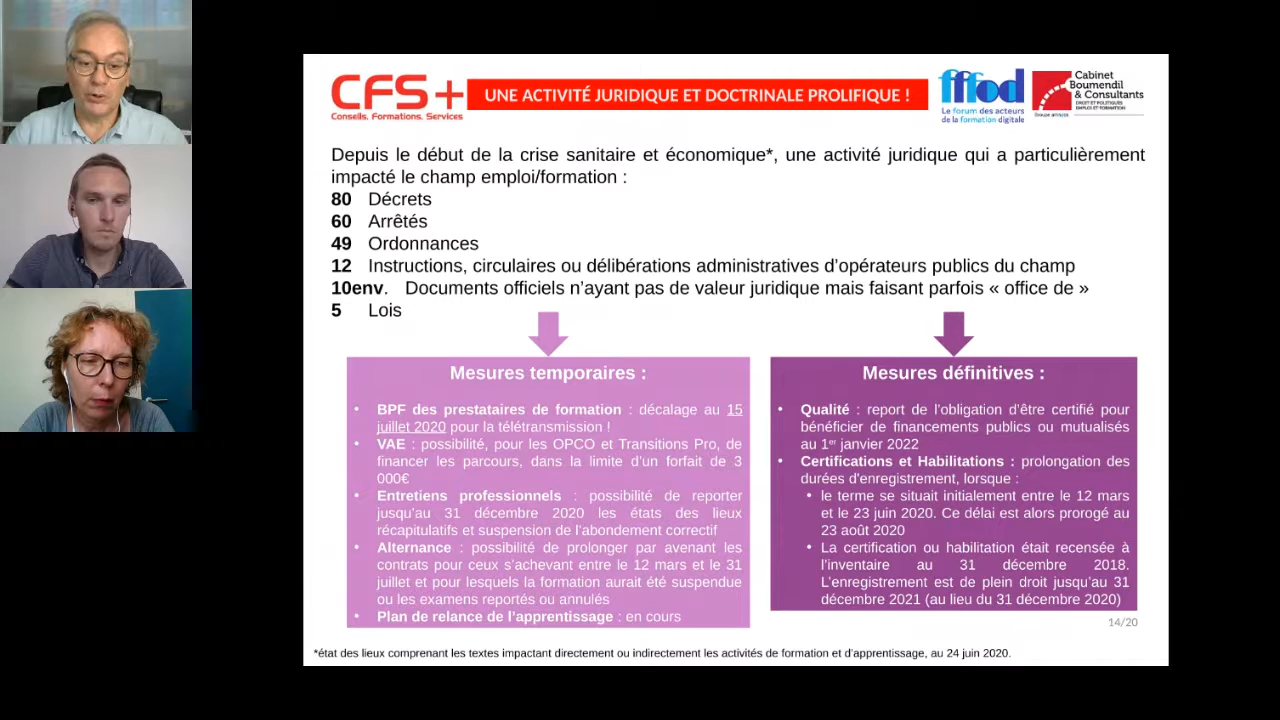 CFS+
Conseils, Formations, Services
UNE ACTIVITÉ JURIDIQUE ET DOCTRINALE PROLIFIQUE !
fffod
Le forum des acteurs
de la formation digitale
Cabinet
Boumendil
& Consultants
DROIT ET POLITIQUES
EMPLOI ET FORMATION
Depuis le début de la crise sanitaire et économique*, une activité juridique qui a particulièrement
impacté le champ emploi/formation :
80 Décrets
60 Arrêtés
49 Ordonnances
12 Instructions, circulaires ou délibérations administratives d’opérateurs publics du champ
10env. Documents officiels n’ayant pas de valeur juridique mais faisant parfois « office de »
5 Lois
Mesures temporaires :
• BPF des prestataires de formation : décalage au 15
juillet 2020 pour la télétransmission !
• VAE : possibilité, pour les OPCO et Transitions Pro, de
financer les parcours, dans la limite d’un forfait de 3
000€
• Entretiens professionnels : possibilité de reporter
jusqu’au 31 décembre 2020 les états des lieux
récapitulatifs et suspension de l’abondement correctif
• Alternance : possibilité de prolonger par avenant les
contrats pour ceux s’achevant entre le 12 mars et le 31
juillet et pour lesquels la formation aurait été suspendue
ou les examens reportés ou annulés
• Plan de relance de l’apprentissage : en cours
Mesures définitives :
• Qualité : report de l’obligation d’être certifié pour
bénéficier de financements publics ou mutualisés
au 1er janvier 2022
• Certifications et Habilitations : prolongation des
durées d’enregistrement, lorsque :
• le terme se situait initialement entre le 12 mars
et le 23 juin 2020. Ce délai est alors prorogé au
23 août 2020
• La certification ou habilitation était recensée à
l’inventaire au 31 décembre 2018.
L’enregistrement est de plein droit jusqu’au 31
décembre 2021 (au lieu du 31 décembre 2020)
14/20
*état des lieux comprenant les textes impactant directement ou indirectement les activités de formation et d’apprentissage, au 24 juin 2020.